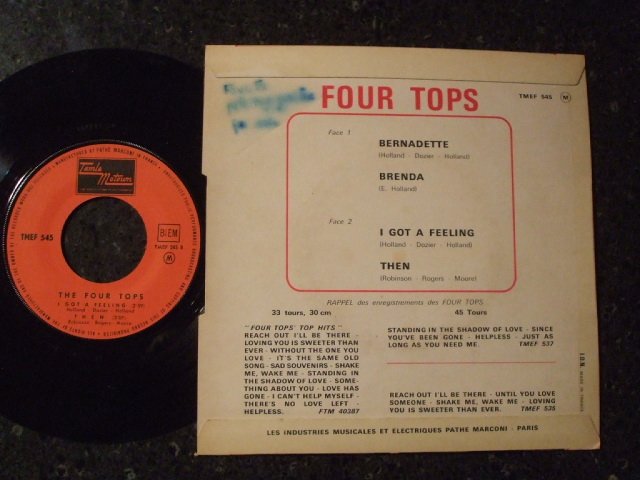 FOUR TOPS
TMEF 545 M
Face 1
BERNADETTE
(Holland - Dozier - Holland)
BRENDA
(E. Holland)
Face 2
I GOT A FEELING
(Holland - Dozier - Holland)
THEN
(Robinson - Rogers - Moore)
RAPPEL des enregistrements des FOUR TOPS
33 tours, 30 cm
"FOUR TOPS' TOP HITS"
REACH OUT I'LL BE THERE -
LOVING YOU IS SWEETER THAN
EVER - WITHOUT THE ONE YOU
LOVE - IT'S THE SAME OLD
SONG - SAD SOUVENIRS - SHAKE
ME, WAKE ME - STANDING IN
THE SHADOW OF LOVE - SOME-
THING ABOUT YOU - LOVE HAS
GONE - I CAN'T HELP MYSELF -
THERE'S NO LOVE LEFT -
HELPLESS. FTM 40387
45 Tours
STANDING IN THE SHADOW OF LOVE - SINCE
YOU'VE BEEN GONE - HELPLESS - JUST AS
LONG AS YOU NEED ME. TMEF 537
REACH OUT I'LL BE THERE - UNTIL YOU LOVE
SOMEONE - SHAKE ME, WAKE ME - LOVING
YOU IS SWEETER THAN EVER. TMEF 535
LES INDUSTRIES MUSICALES ET ÉLECTRIQUES PATHE MARCONI - PARIS
Tamla
Motown
TMEF 545
BIEM
TMEF 545 B
M
THE FOUR TOPS
I GOT A FEELING
Holland - Dozier - Holland
THEN
Robinson - Rogers - Moore